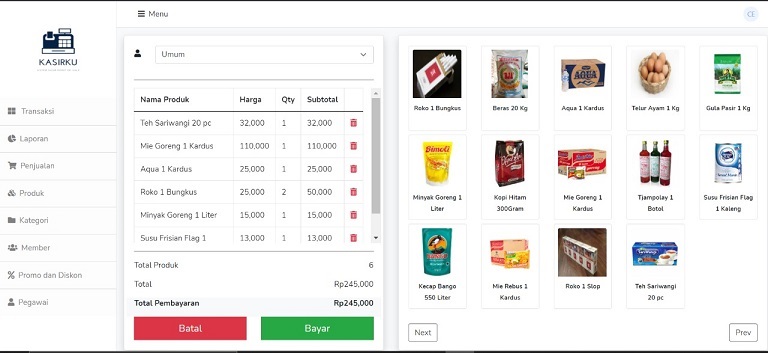 KASIRKU
Menu
CE
Transaksi
Laporan
Penjualan
Produk
Kategori
Member
Promo dan Diskon
Pegawai
Umum
Nama Produk Harga Qty Subtotal
Teh Sariwangi 20 pc 32,000 1 32,000
Mie Goreng 1 Kardus 110,000 1 110,000
Aqua 1 Kardus 25,000 1 25,000
Roko 1 Bungkus 25,000 2 50,000
Minyak Goreng 1 Liter 15,000 1 15,000
Susu Frisian Flag 1 13,000 1 13,000
Total Produk 6
Total Rp245,000
Total Pembayaran Rp245,000
Batal Bayar
AQUA
Roko 1 Bungkus
Beras 20 Kg
Aqua 1 Kardus
Telur Ayam 1 Kg
Gula Pasir 1 Kg
Bimoli
Minyak Goreng 1
Liter
Kopi Hitam
300Gram
Mie Goreng 1
Kardus
Tjampolay 1
Botol
Susu Frisian Flag
1 Kaleng
Kecap Bango
550 Liter
Mie Rebus 1
Kardus
Roko 1 Slop
Teh Sariwangi
20 pc
Next Prev